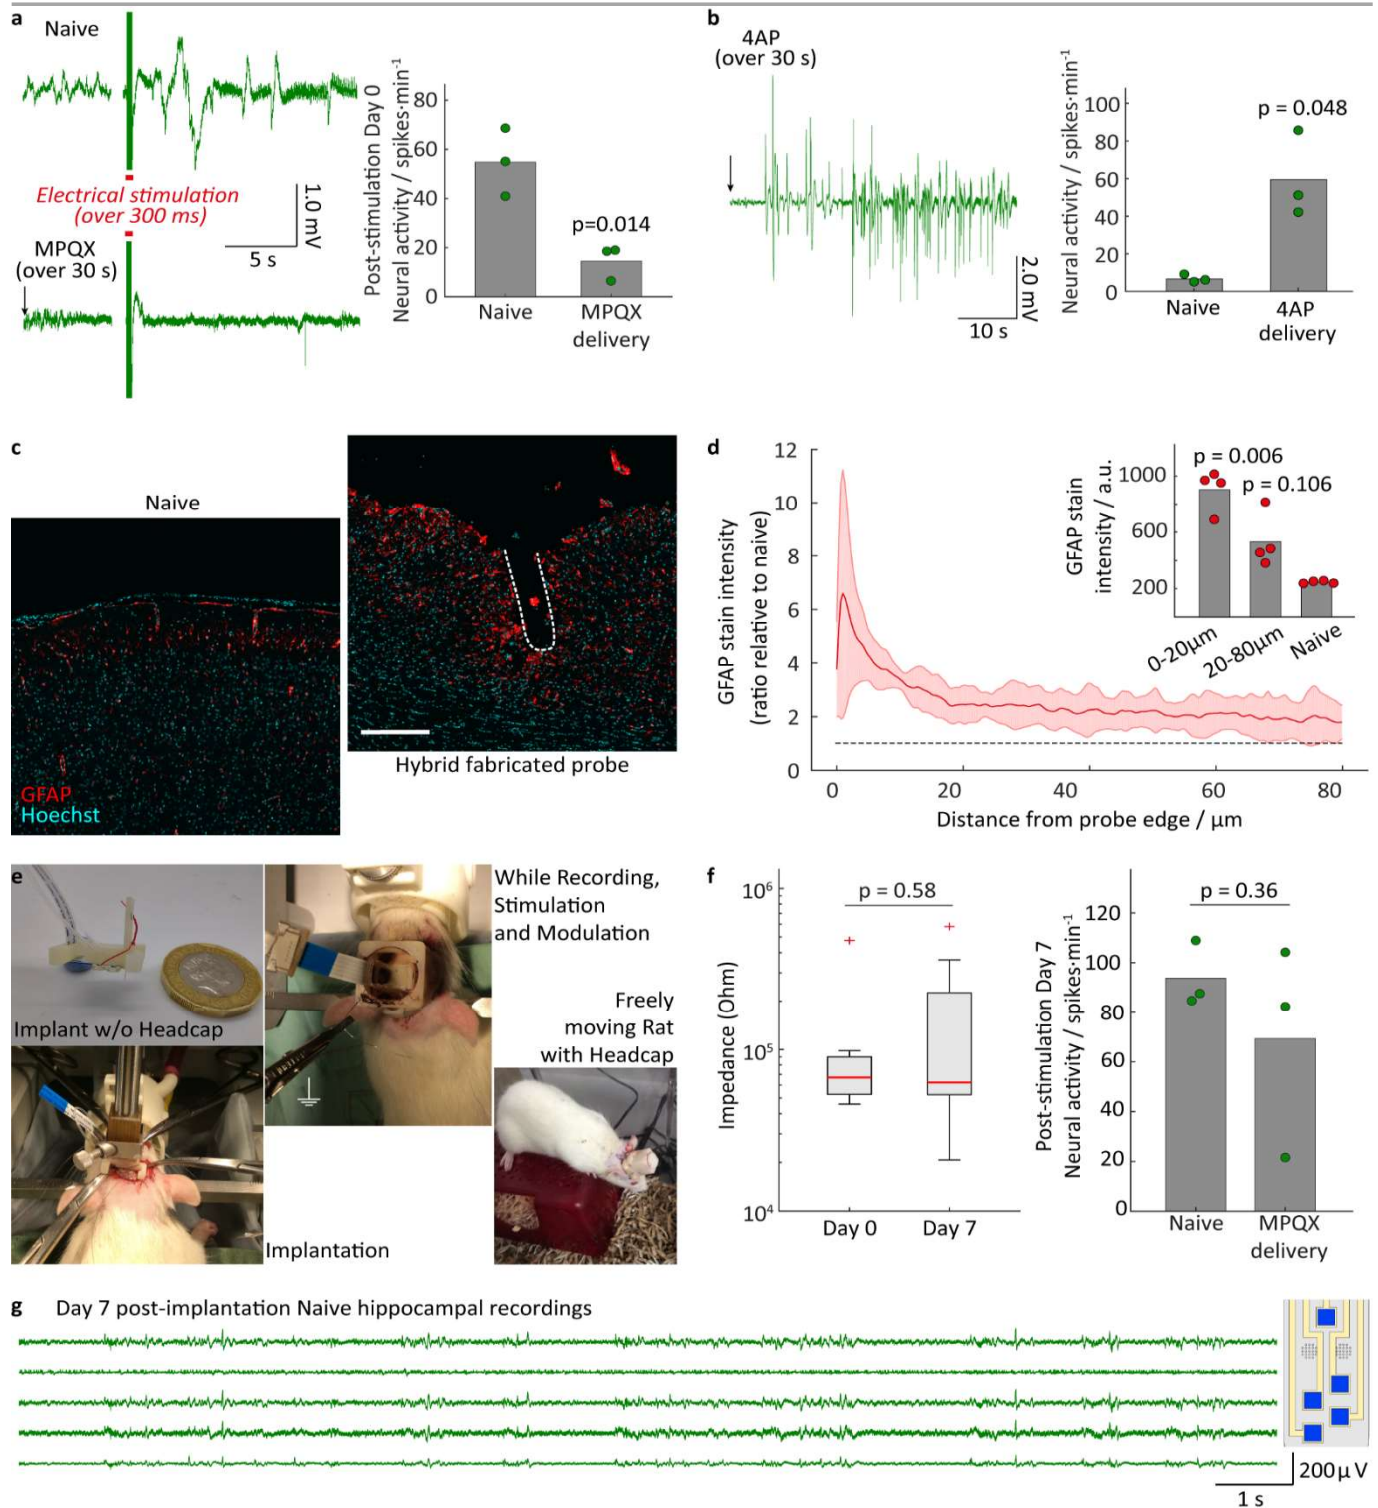 a
Naive
Electrical stimulation
(over 300 ms)
1.0 mV
5 s
MPQX
(over 30 s)
Post-stimulation Day 0
Neural activity / spikes·min⁻¹
80
60
40
20
0
p=0.014
Naive
MPQX
delivery
b
4AP
(over 30 s)
2.0 mV
10 s
Neural activity / spikes·min⁻¹
100
80
60
40
20
0
p = 0.048
Naive
4AP
delivery
c
Naive
GFAP
Hoechst
Hybrid fabricated probe
d
GFAP stain intensity
(ratio relative to naive)
12
10
8
6
4
2
0
0
20
40
60
80
Distance from probe edge / µm
GFAP stain
intensity / a.u.
1000
600
200
p = 0.006
p = 0.106
0-20µm
20-80µm
Naive
e
Implant w/o Headcap
Implantation
While Recording,
Stimulation
and Modulation
Freely
moving Rat
with Headcap
f
Impedance (Ohm)
10⁶
10⁵
10⁴
p = 0.58
Day 0
Day 7
Post-stimulation Day 7
Neural activity / spikes·min⁻¹
120
100
80
60
40
20
0
p = 0.36
Naive
MPQX
delivery
g
Day 7 post-implantation Naive hippocampal recordings
200µ V
1 s